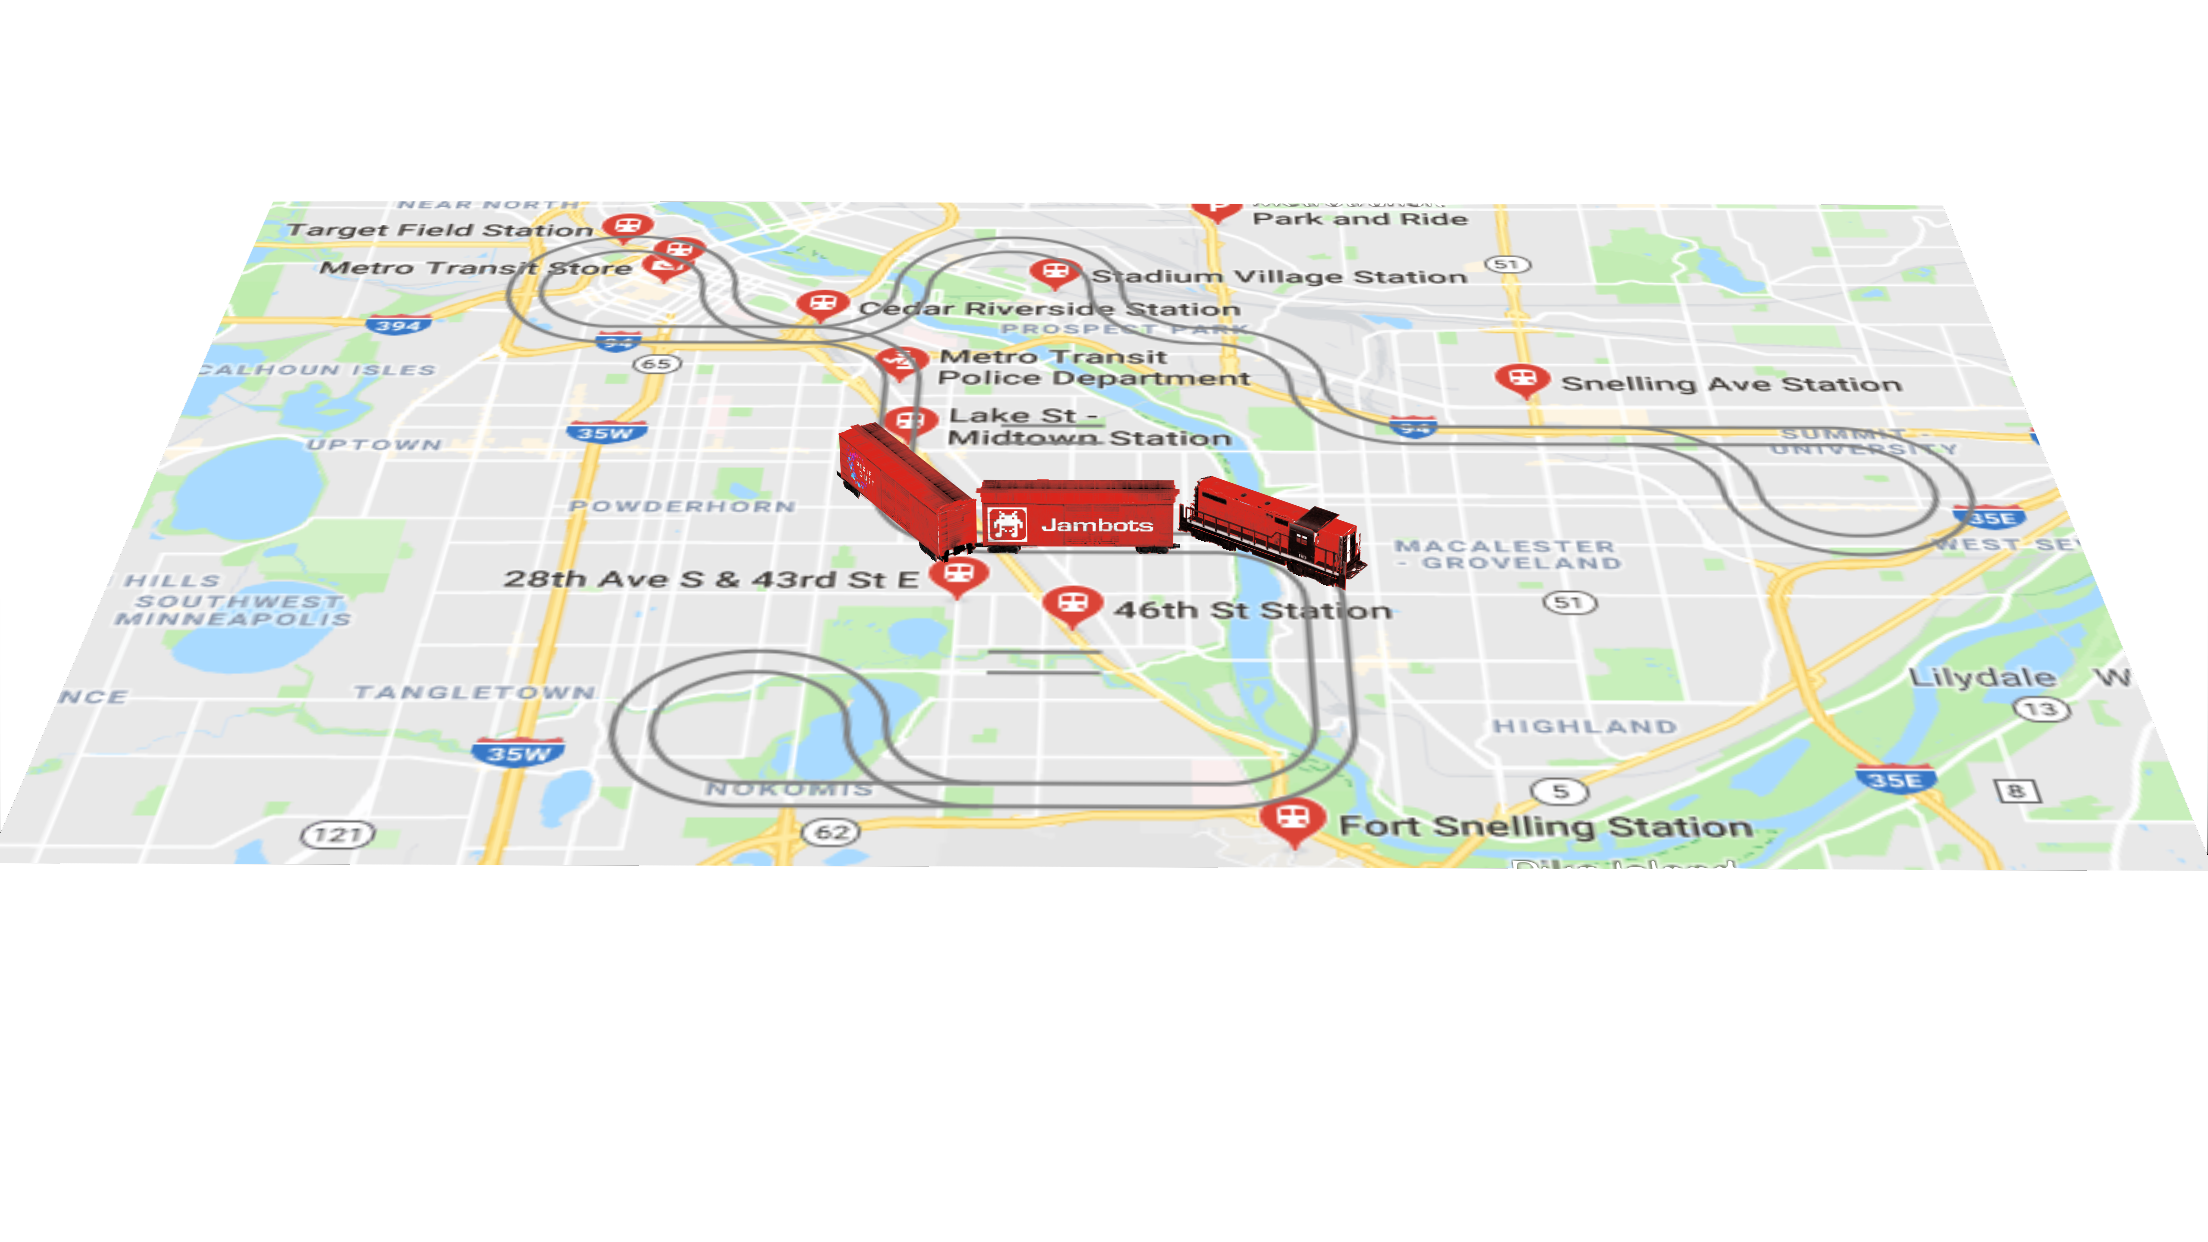 NEAR NORTH
Park and Ride
Target Field Station
Metro Transit Store
51
Stadium Village Station
Cedar Riverside Station
394
94
PROSPECT PARK
65
Metro Transit
Police Department
CALHOUN ISLES
Snelling Ave Station
Lake St -
Midtown Station
35W
94
SUMMIT -
UNIVERSITY
UPTOWN
POWDERHORN
Jambots
35E
MACALESTER
- GROVELAND
WEST SE
28th Ave S & 43rd St E
46th St Station
51
HILLS
SOUTHWEST
MINNEAPOLIS
Lilydale
W
NCE
TANGLETOWN
13
HIGHLAND
35W
NOKOMIS
5
35E
8
121
62
Fort Snelling Station